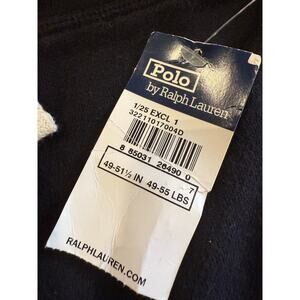 Polo
by Ralph Lauren
1/25 EXCL 1
32211017004D
8 85031 26490 0
7
49-51½ IN 49-55 LBS
RALPHLAUREN.COM